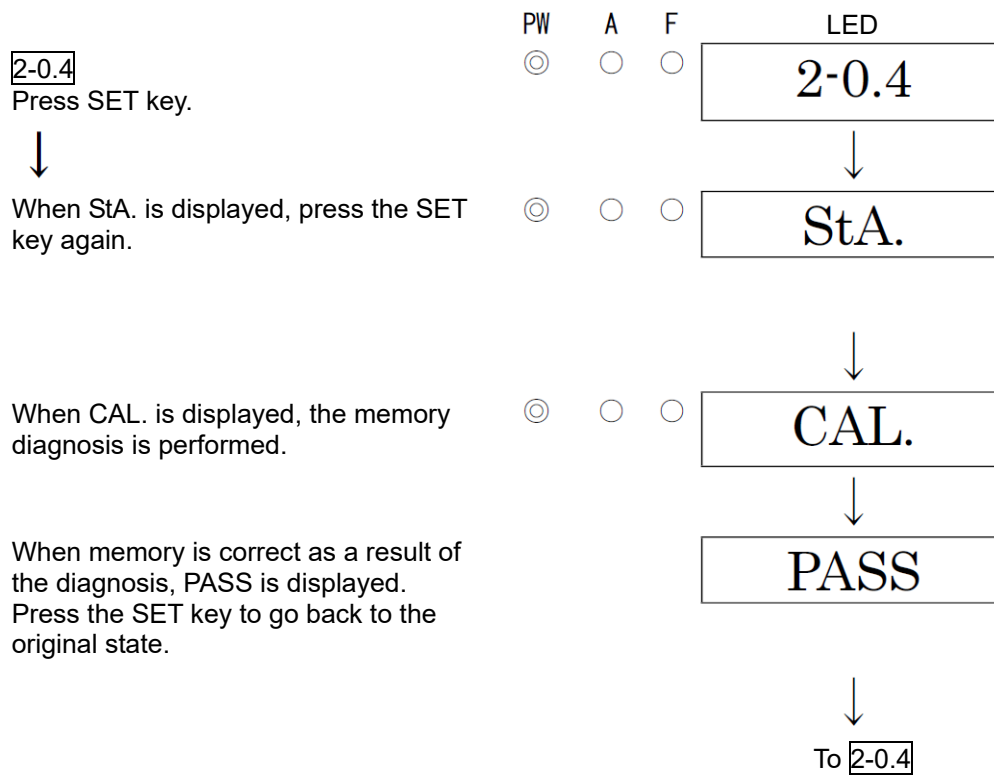 PW A F LED
2-0.4
2-0.4
Press SET key.
When StA. is displayed, press the SET
key again.
StA.
When CAL. is displayed, the memory
diagnosis is performed.
CAL.
When memory is correct as a result of
the diagnosis, PASS is displayed.
Press the SET key to go back to the
original state.
PASS
To 2-0.4